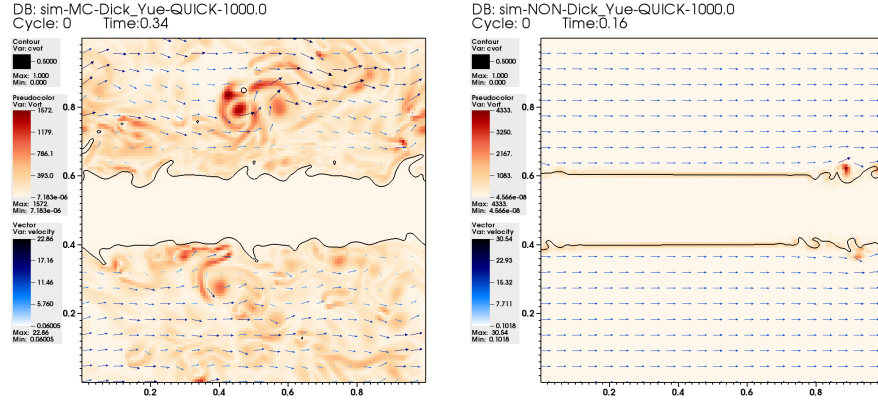 DB: sim-MC-Dick_Yue-QUICK-1000.0
Cycle: 0 Time:0.34
Contour
Var: cvof
0.5000
Max: 1.000
Min: 0.000
Pseudocolor
Var: Vort
1572.
1179.
786.1
393.0
7.183e-06
Max: 1572.
Min: 7.183e-06
Vector
Var: velocity
22.86
17.16
11.46
5.760
0.06005
Max: 22.86
Min: 0.06005
0.8
0.6
0.4
0.2
0.2 0.4 0.6 0.8
DB: sim-NON-Dick_Yue-QUICK-1000.0
Cycle: 0 Time:0.16
Contour
Var: cvof
0.5000
Max: 1.000
Min: 0.000
Pseudocolor
Var: Vort
4333.
3250.
2167.
1083.
4.566e-08
Max: 4333.
Min: 4.566e-08
Vector
Var: velocity
30.54
22.93
15.32
7.711
0.1018
Max: 30.54
Min: 0.1018
0.8
0.6
0.4
0.2
0.2 0.4 0.6 0.8